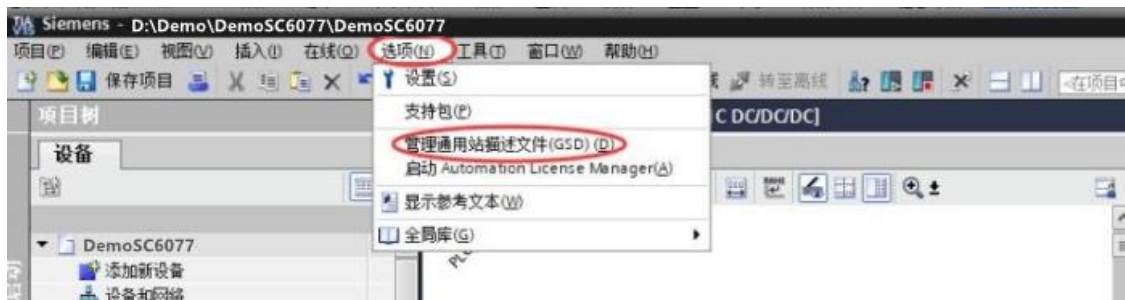 Siemens - D:\Demo\DemoSC6077\DemoSC6077
项目(P) 编辑(E) 视图(V) 插入(I) 在线(O) 选项(N) 工具(T) 窗口(W) 帮助(H)
保存项目 设置(S) 转至离线 <在项目
支持包(P)
项目树 C DC/DC/DC]
管理通用站描述文件(GSD) (D)
设备
启动 Automation License Manager(A)
显示参考文本(W)
全局库(G)
DemoSC6077
添加新设备
设备和网络